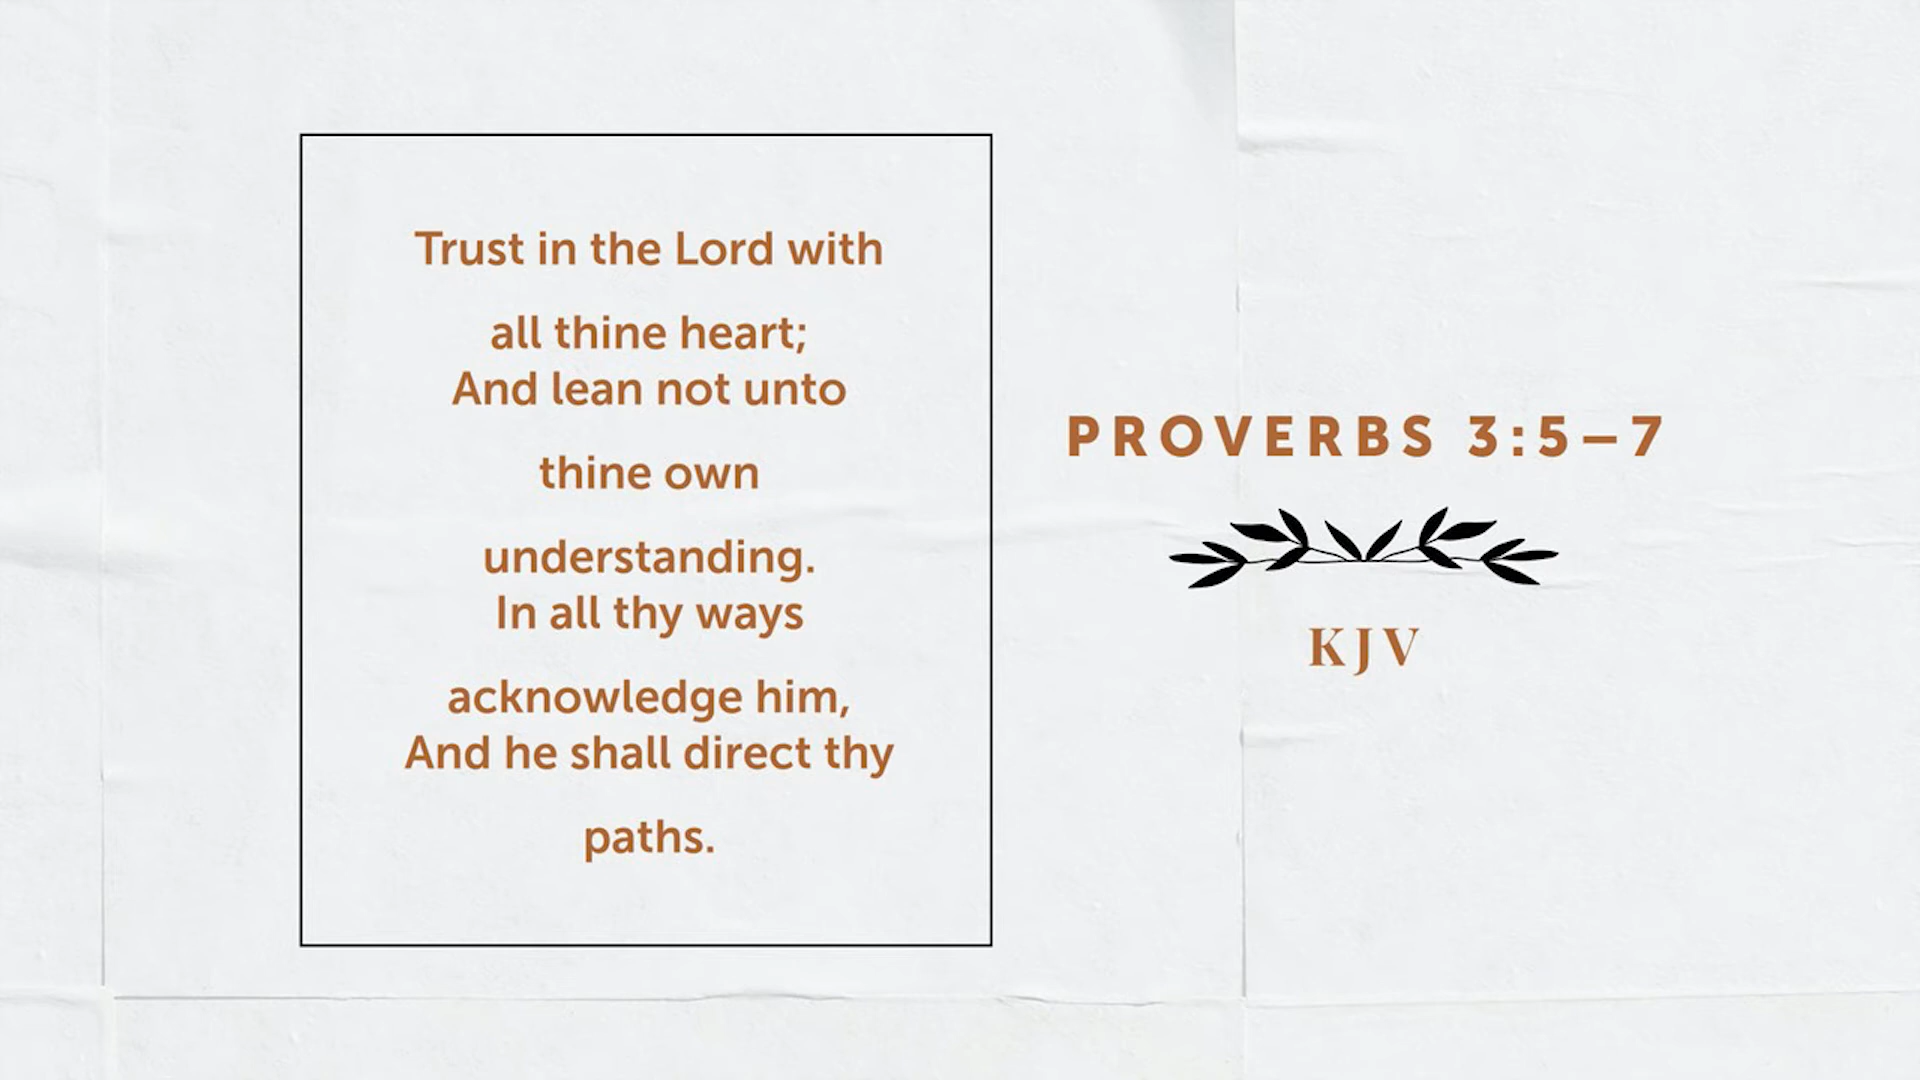 Trust in the Lord with
all thine heart;
And lean not unto
thine own
understanding.
In all thy ways
acknowledge him,
And he shall direct thy
paths.
PROVERBS 3:5–7
KJV